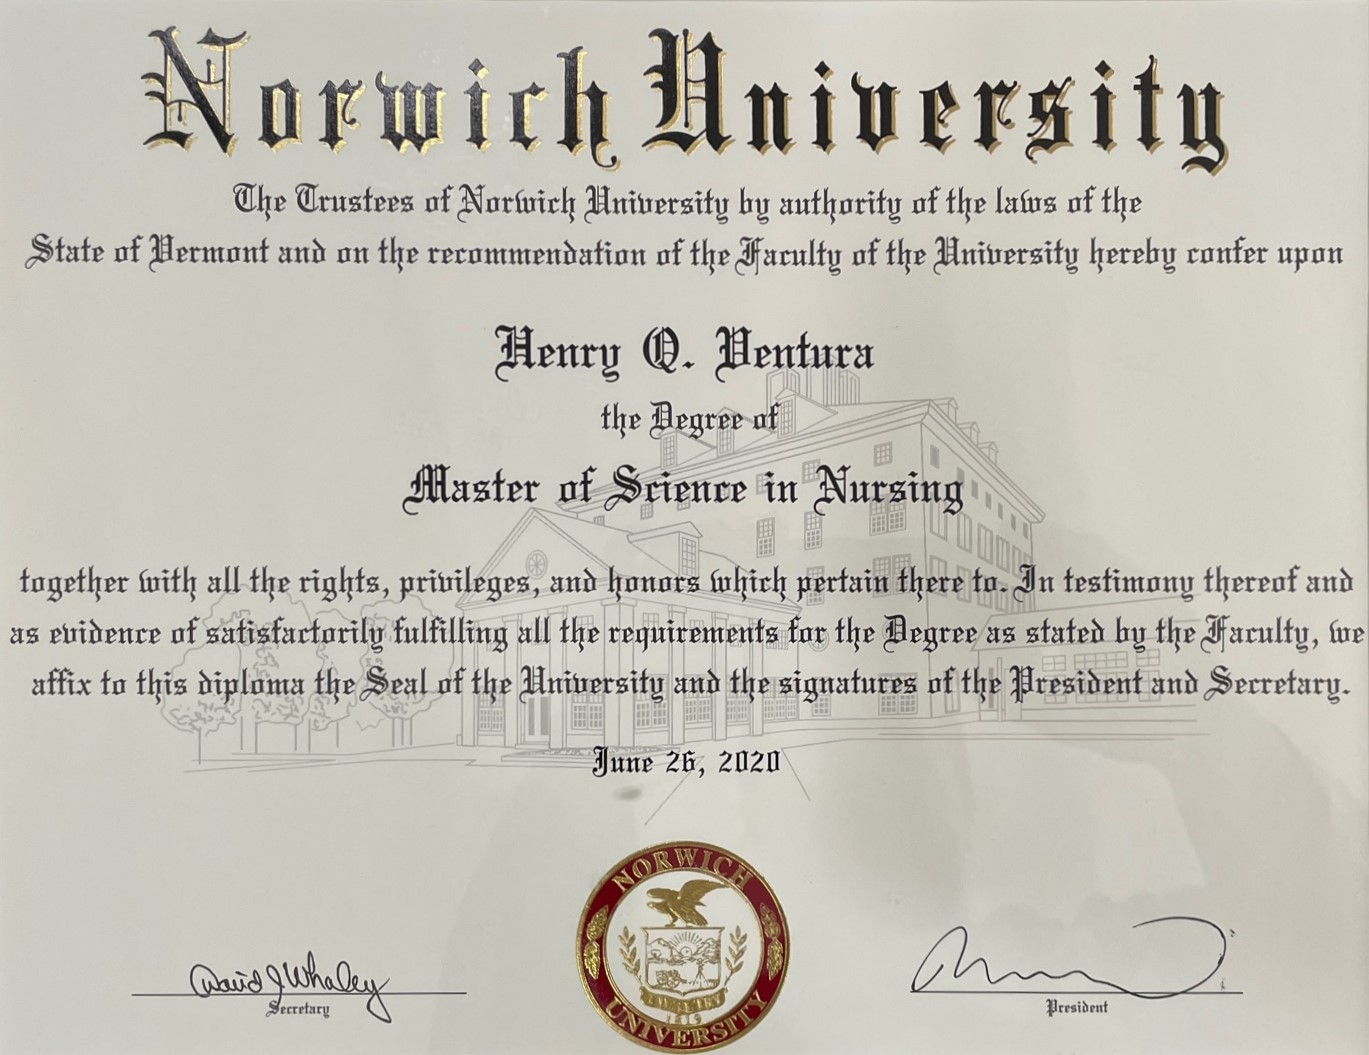 Norwich University
The Trustees of Norwich University by authority of the laws of the
State of Vermont and on the recommendation of the Faculty of the University hereby confer upon
Henry Q. Ventura
the Degree of
Master of Science in Nursing
together with all the rights, privileges, and honors which pertain there to. In testimony thereof and
as evidence of satisfactorily fulfilling all the requirements for the Degree as stated by the Faculty, we
affix to this diploma the Seal of the University and the signatures of the President and Secretary.
June 26, 2020
NORWICH
1819
UNIVERSITY
David J Whaley
Secretary
President